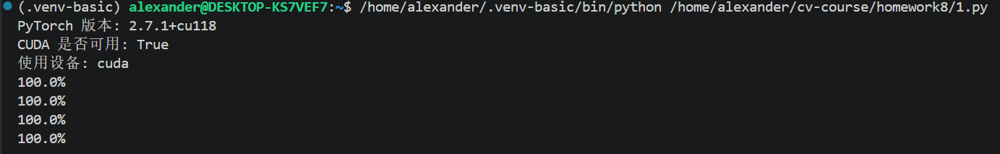 (.venv-basic) alexander@DESKTOP-KS7VEF7:~$ /home/alexander/.venv-basic/bin/python /home/alexander/cv-course/homework8/1.py
PyTorch 版本: 2.7.1+cu118
CUDA 是否可用: True
使用设备: cuda
100.0%
100.0%
100.0%
100.0%